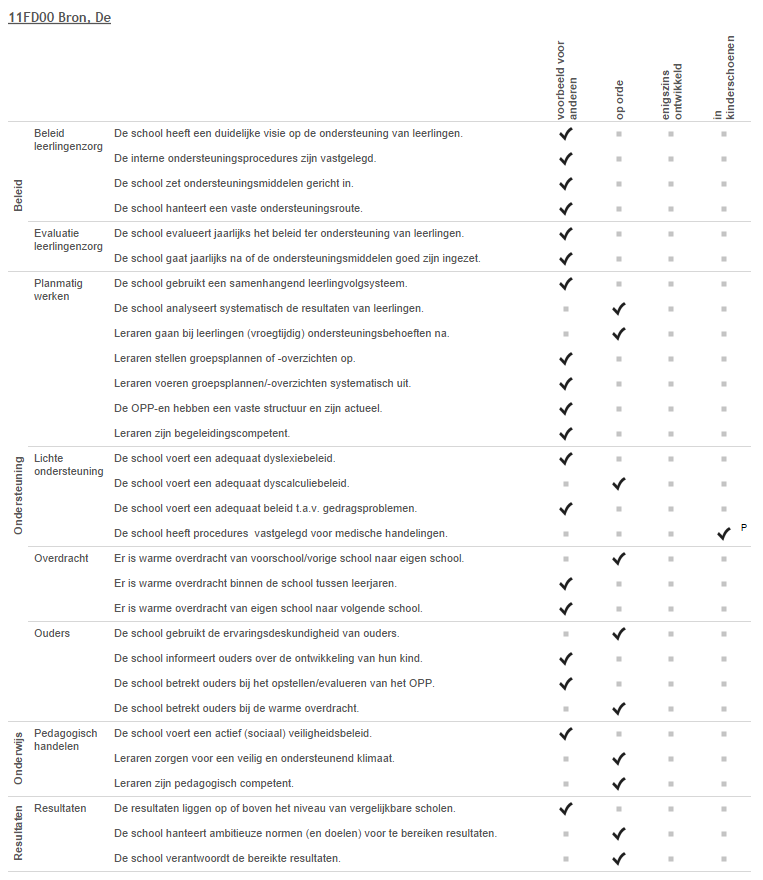 11FD00 Bron, De
voorbeeld voor
anderen
op orde
enigszins
ontwikkeld
in
kinderschoenen
Beleid
Beleid
leerlingenzorg
De school heeft een duidelijke visie op de ondersteuning van leerlingen.
De interne ondersteuningsprocedures zijn vastgelegd.
De school zet ondersteuningsmiddelen gericht in.
De school hanteert een vaste ondersteuningsroute.
Evaluatie
leerlingenzorg
De school evalueert jaarlijks het beleid ter ondersteuning van leerlingen.
De school gaat jaarlijks na of de ondersteuningsmiddelen goed zijn ingezet.
Ondersteuning
Planmatig
werken
De school gebruikt een samenhangend leerlingvolgsysteem.
De school analyseert systematisch de resultaten van leerlingen.
Leraren gaan bij leerlingen (vroegtijdig) ondersteuningsbehoeften na.
Leraren stellen groepsplannen of -overzichten op.
Leraren voeren groepsplannen/-overzichten systematisch uit.
De OPP-en hebben een vaste structuur en zijn actueel.
Leraren zijn begeleidingscompetent.
Lichte
ondersteuning
De school voert een adequaat dyslexiebeleid.
De school voert een adequaat dyscalculiebeleid.
De school voert een adequaat beleid t.a.v. gedragsproblemen.
De school heeft procedures vastgelegd voor medische handelingen.
P
Overdracht
Er is warme overdracht van voorschool/vorige school naar eigen school.
Er is warme overdracht binnen de school tussen leerjaren.
Er is warme overdracht van eigen school naar volgende school.
Ouders
De school gebruikt de ervaringsdeskundigheid van ouders.
De school informeert ouders over de ontwikkeling van hun kind.
De school betrekt ouders bij het opstellen/evalueren van het OPP.
De school betrekt ouders bij de warme overdracht.
Onderwijs
Pedagogisch
handelen
De school voert een actief (sociaal) veiligheidsbeleid.
Leraren zorgen voor een veilig en ondersteunend klimaat.
Leraren zijn pedagogisch competent.
Resultaten
Resultaten
De resultaten liggen op of boven het niveau van vergelijkbare scholen.
De school hanteert ambitieuze normen (en doelen) voor te bereiken resultaten.
De school verantwoordt de bereikte resultaten.